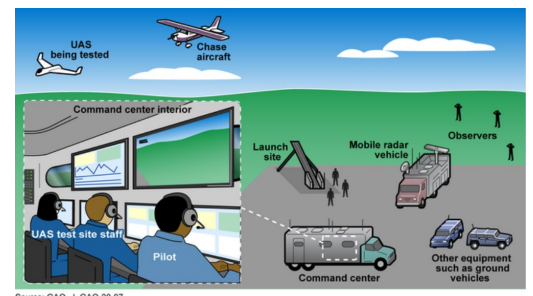 UAS
being tested
Chase
aircraft
Command center interior
Observers
Launch
site
Mobile radar
vehicle
UAS test site staff
Pilot
Command center
Other equipment
such as ground
vehicles